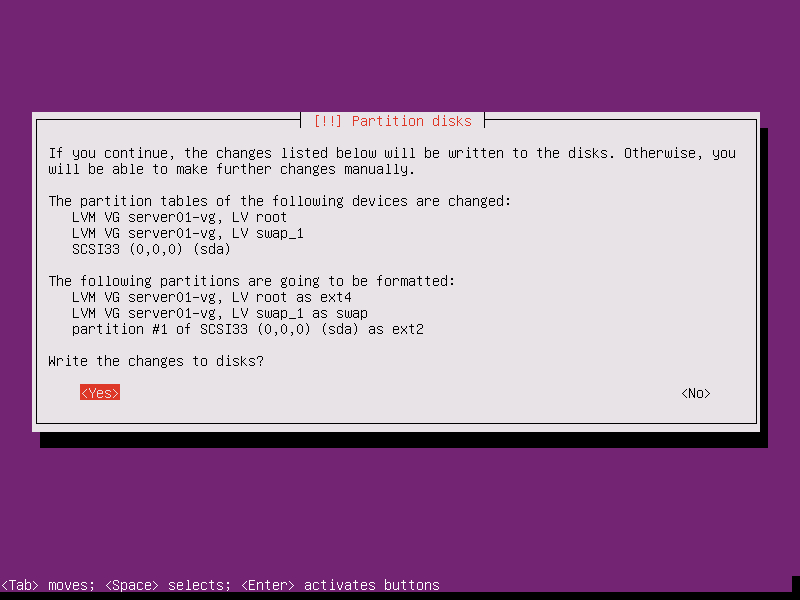 [!!] Partition disks
If you continue, the changes listed below will be written to the disks. Otherwise, you
will be able to make further changes manually.
The partition tables of the following devices are changed:
LVM VG server01-vg, LV root
LVM VG server01-vg, LV swap_1
SCSI33 (0,0,0) (sda)
The following partitions are going to be formatted:
LVM VG server01-vg, LV root as ext4
LVM VG server01-vg, LV swap_1 as swap
partition #1 of SCSI33 (0,0,0) (sda) as ext2
Write the changes to disks?
<Yes> <No>
<Tab> moves; <Space> selects; <Enter> activates buttons